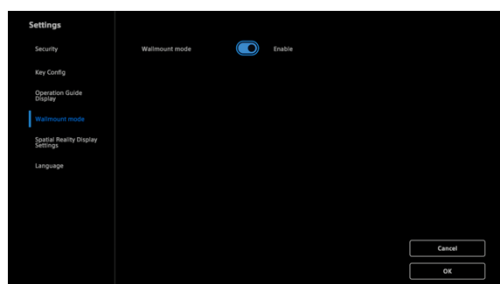 Settings
Security
Wallmount mode
Enable
Key Config
Operation Guide
Display
Wallmount mode
Spatial Reality Display
Settings
Language
Cancel
OK